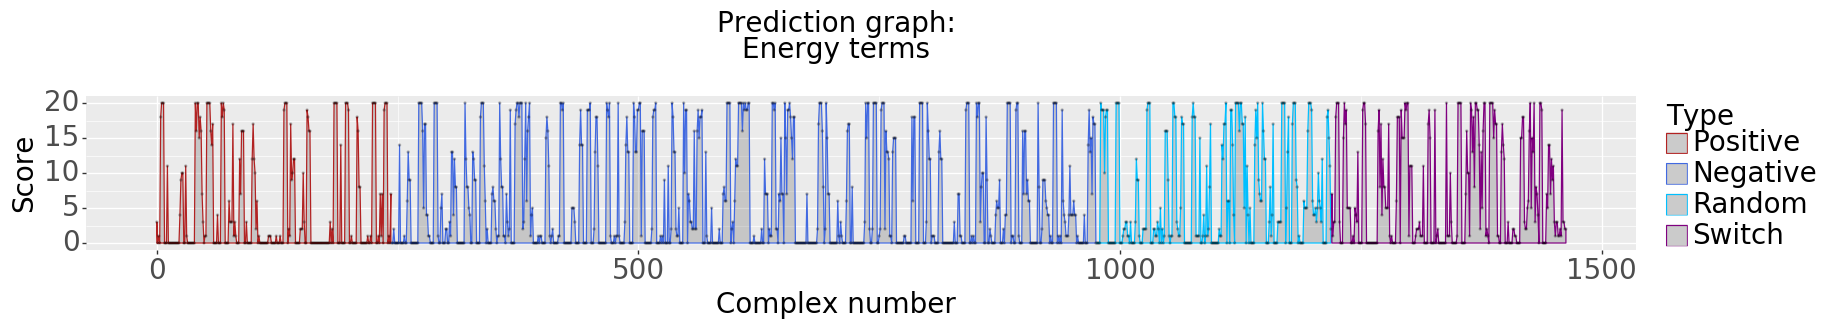 Prediction graph:
Energy terms
Score
20
15
10
5
0
0 500 1000 1500
Complex number
Type
Positive
Negative
Random
Switch